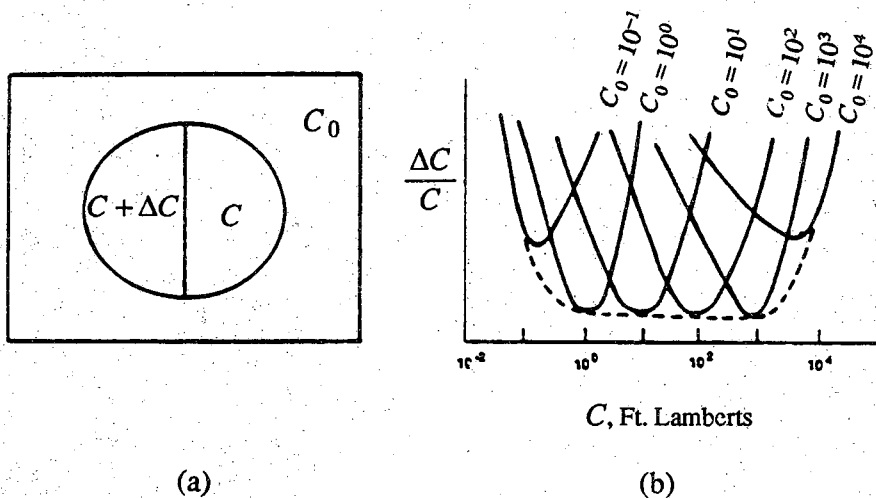 C₀
C + ΔC
C
(a)
C₀ = 10⁻¹
C₀ = 10⁰
C₀ = 10¹
C₀ = 10²
C₀ = 10³
C₀ = 10⁴
ΔC
C
10⁻²
10⁰
10²
10⁴
C, Ft. Lamberts
(b)